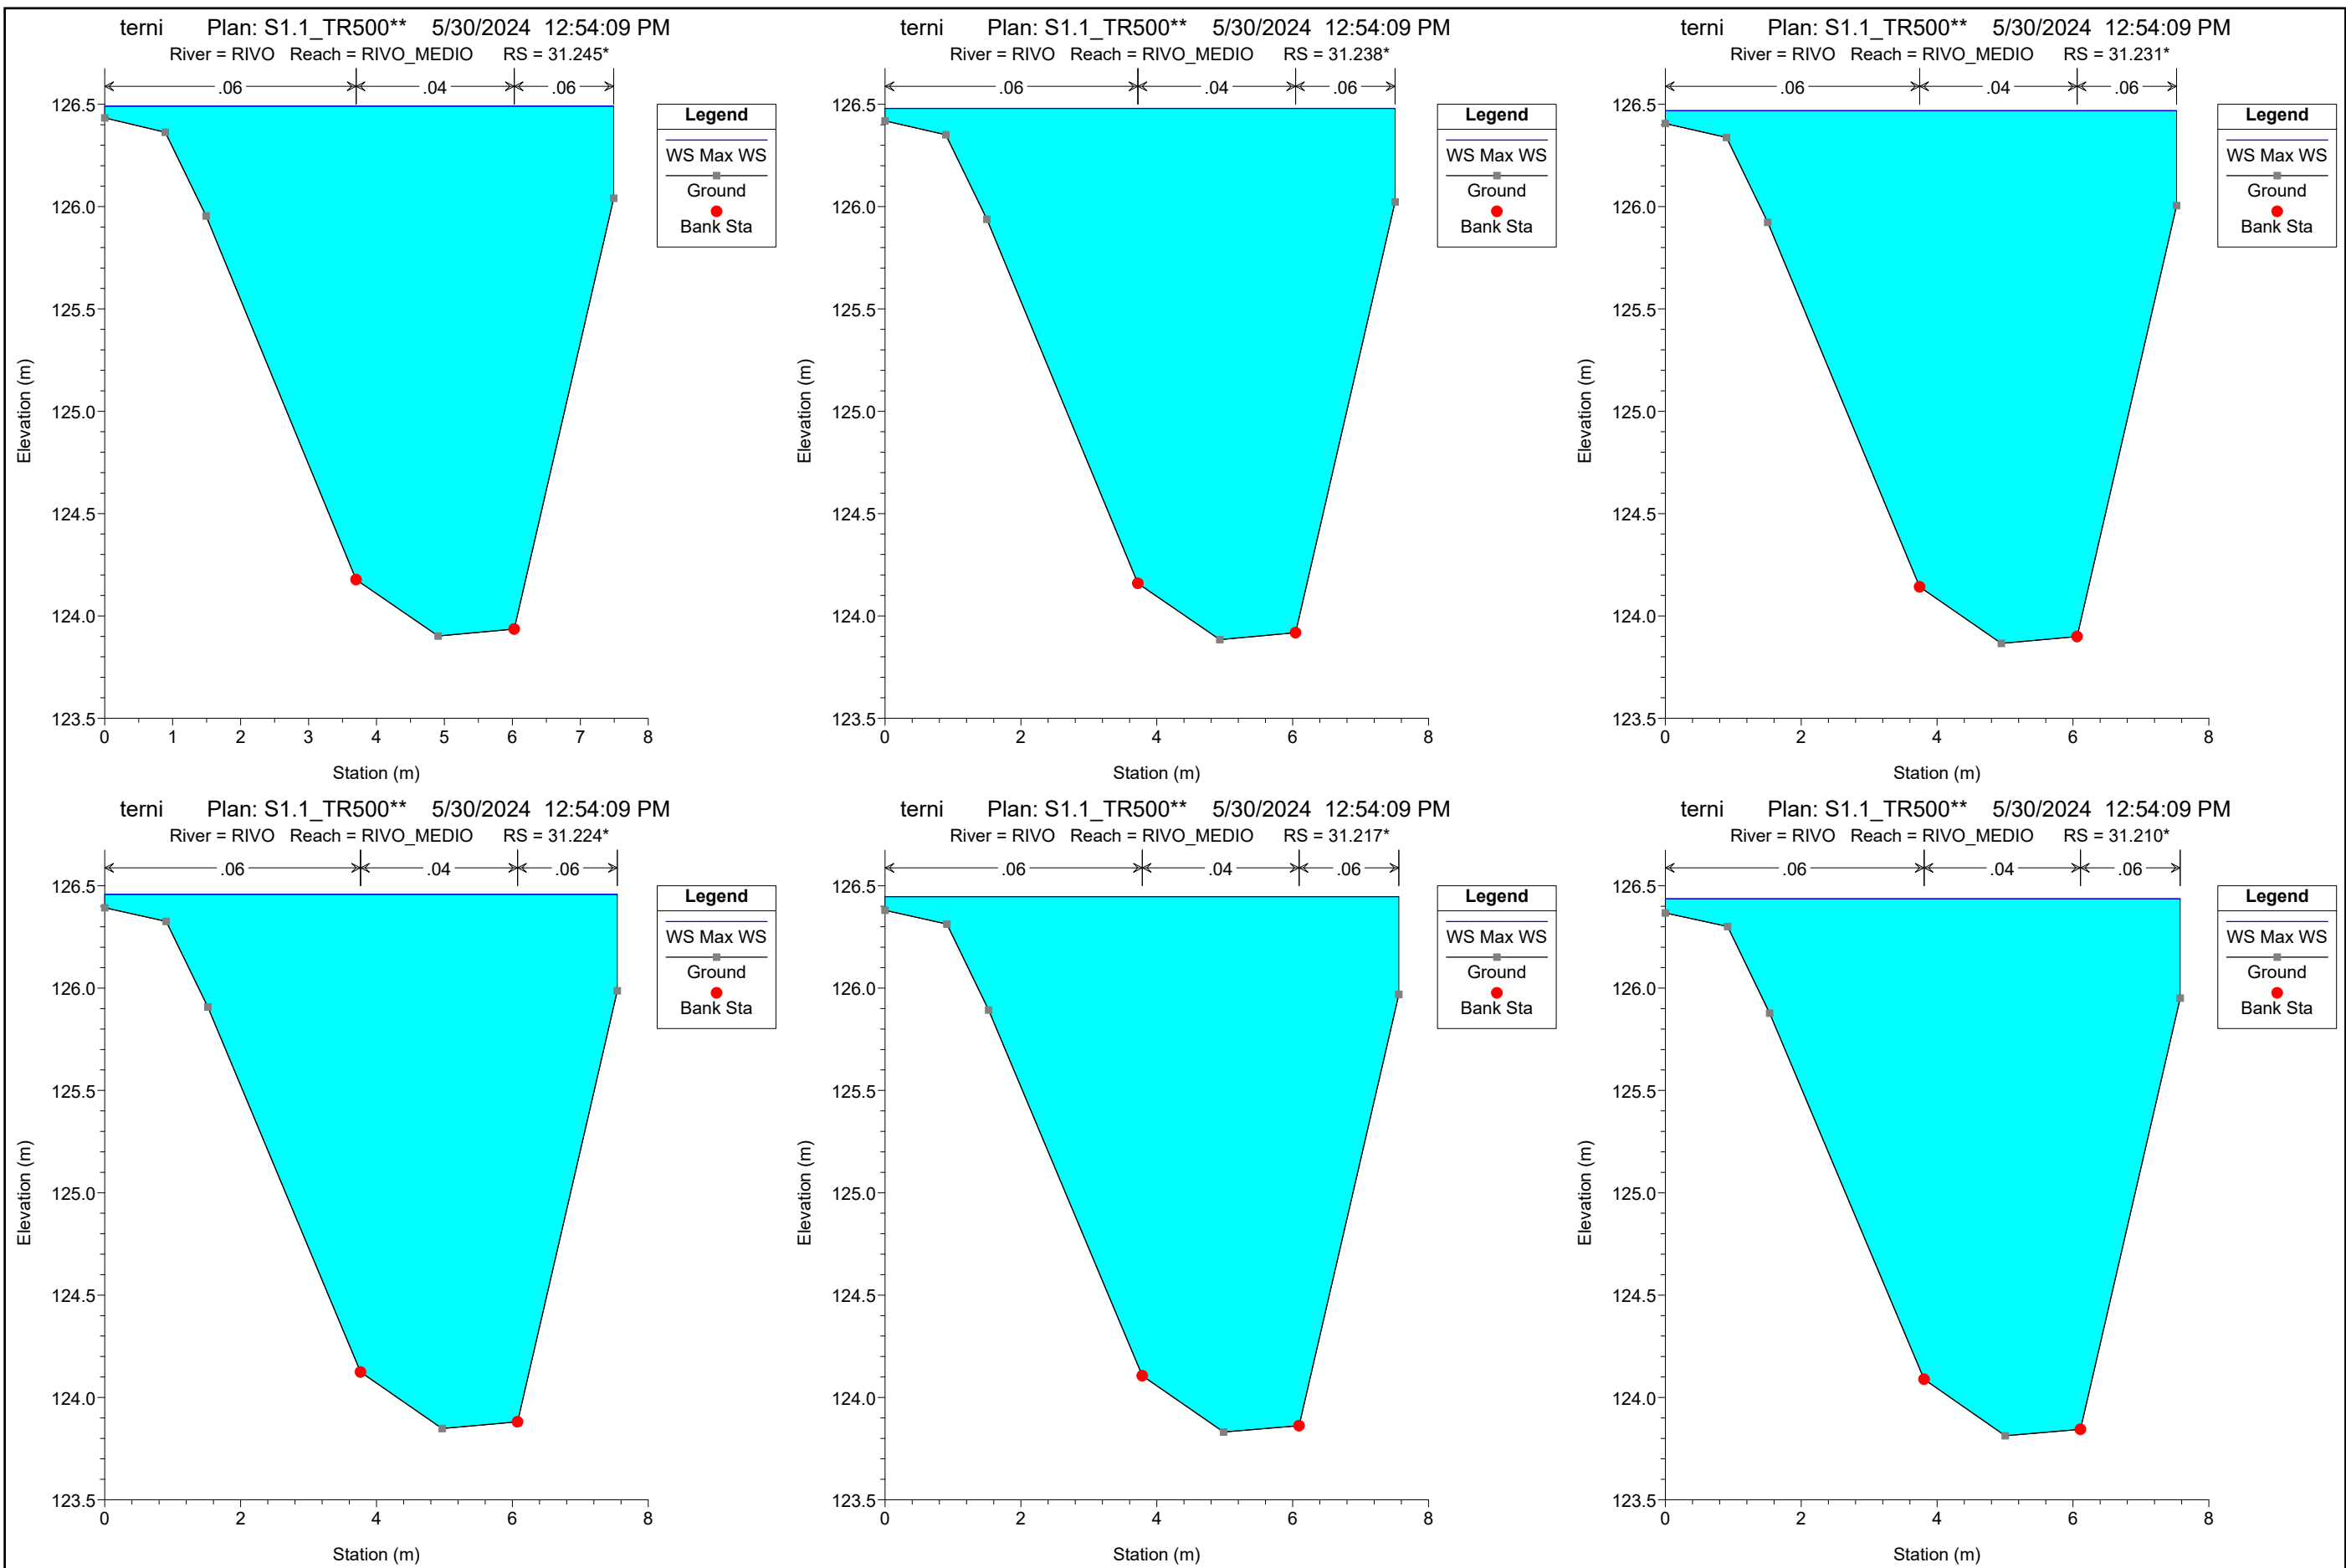 terni Plan: S1.1_TR500** 5/30/2024 12:54:09 PM
River = RIVO Reach = RIVO_MEDIO RS = 31.245*
.06 .04 .06
126.5
126.0
125.5
125.0
124.5
124.0
123.5
0 1 2 3 4 5 6 7 8
Station (m)
Elevation (m)
Legend
WS Max WS
Ground
Bank Sta
terni Plan: S1.1_TR500** 5/30/2024 12:54:09 PM
River = RIVO Reach = RIVO_MEDIO RS = 31.238*
.06 .04 .06
126.5
126.0
125.5
125.0
124.5
124.0
123.5
0 2 4 6 8
Station (m)
Elevation (m)
Legend
WS Max WS
Ground
Bank Sta
terni Plan: S1.1_TR500** 5/30/2024 12:54:09 PM
River = RIVO Reach = RIVO_MEDIO RS = 31.231*
.06 .04 .06
126.5
126.0
125.5
125.0
124.5
124.0
123.5
0 2 4 6 8
Station (m)
Elevation (m)
Legend
WS Max WS
Ground
Bank Sta
terni Plan: S1.1_TR500** 5/30/2024 12:54:09 PM
River = RIVO Reach = RIVO_MEDIO RS = 31.224*
.06 .04 .06
126.5
126.0
125.5
125.0
124.5
124.0
123.5
0 2 4 6 8
Station (m)
Elevation (m)
Legend
WS Max WS
Ground
Bank Sta
terni Plan: S1.1_TR500** 5/30/2024 12:54:09 PM
River = RIVO Reach = RIVO_MEDIO RS = 31.217*
.06 .04 .06
126.5
126.0
125.5
125.0
124.5
124.0
123.5
0 2 4 6 8
Station (m)
Elevation (m)
Legend
WS Max WS
Ground
Bank Sta
terni Plan: S1.1_TR500** 5/30/2024 12:54:09 PM
River = RIVO Reach = RIVO_MEDIO RS = 31.210*
.06 .04 .06
126.5
126.0
125.5
125.0
124.5
124.0
123.5
0 2 4 6 8
Station (m)
Elevation (m)
Legend
WS Max WS
Ground
Bank Sta